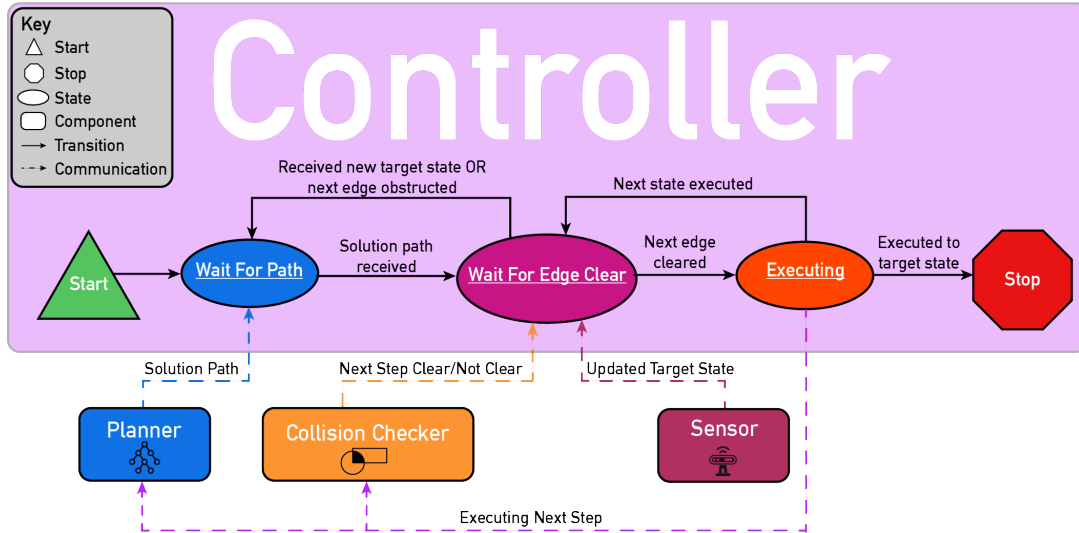 Controller
Key
Start
Stop
State
Component
Transition
Communication
Received new target state OR
next edge obstructed
Next state executed
Start
Wait For Path
Solution path
received
Wait For Edge Clear
Next edge
cleared
Executing
Executed to
target state
Stop
Solution Path
Next Step Clear/Not Clear
Updated Target State
Planner
Collision Checker
Sensor
Executing Next Step